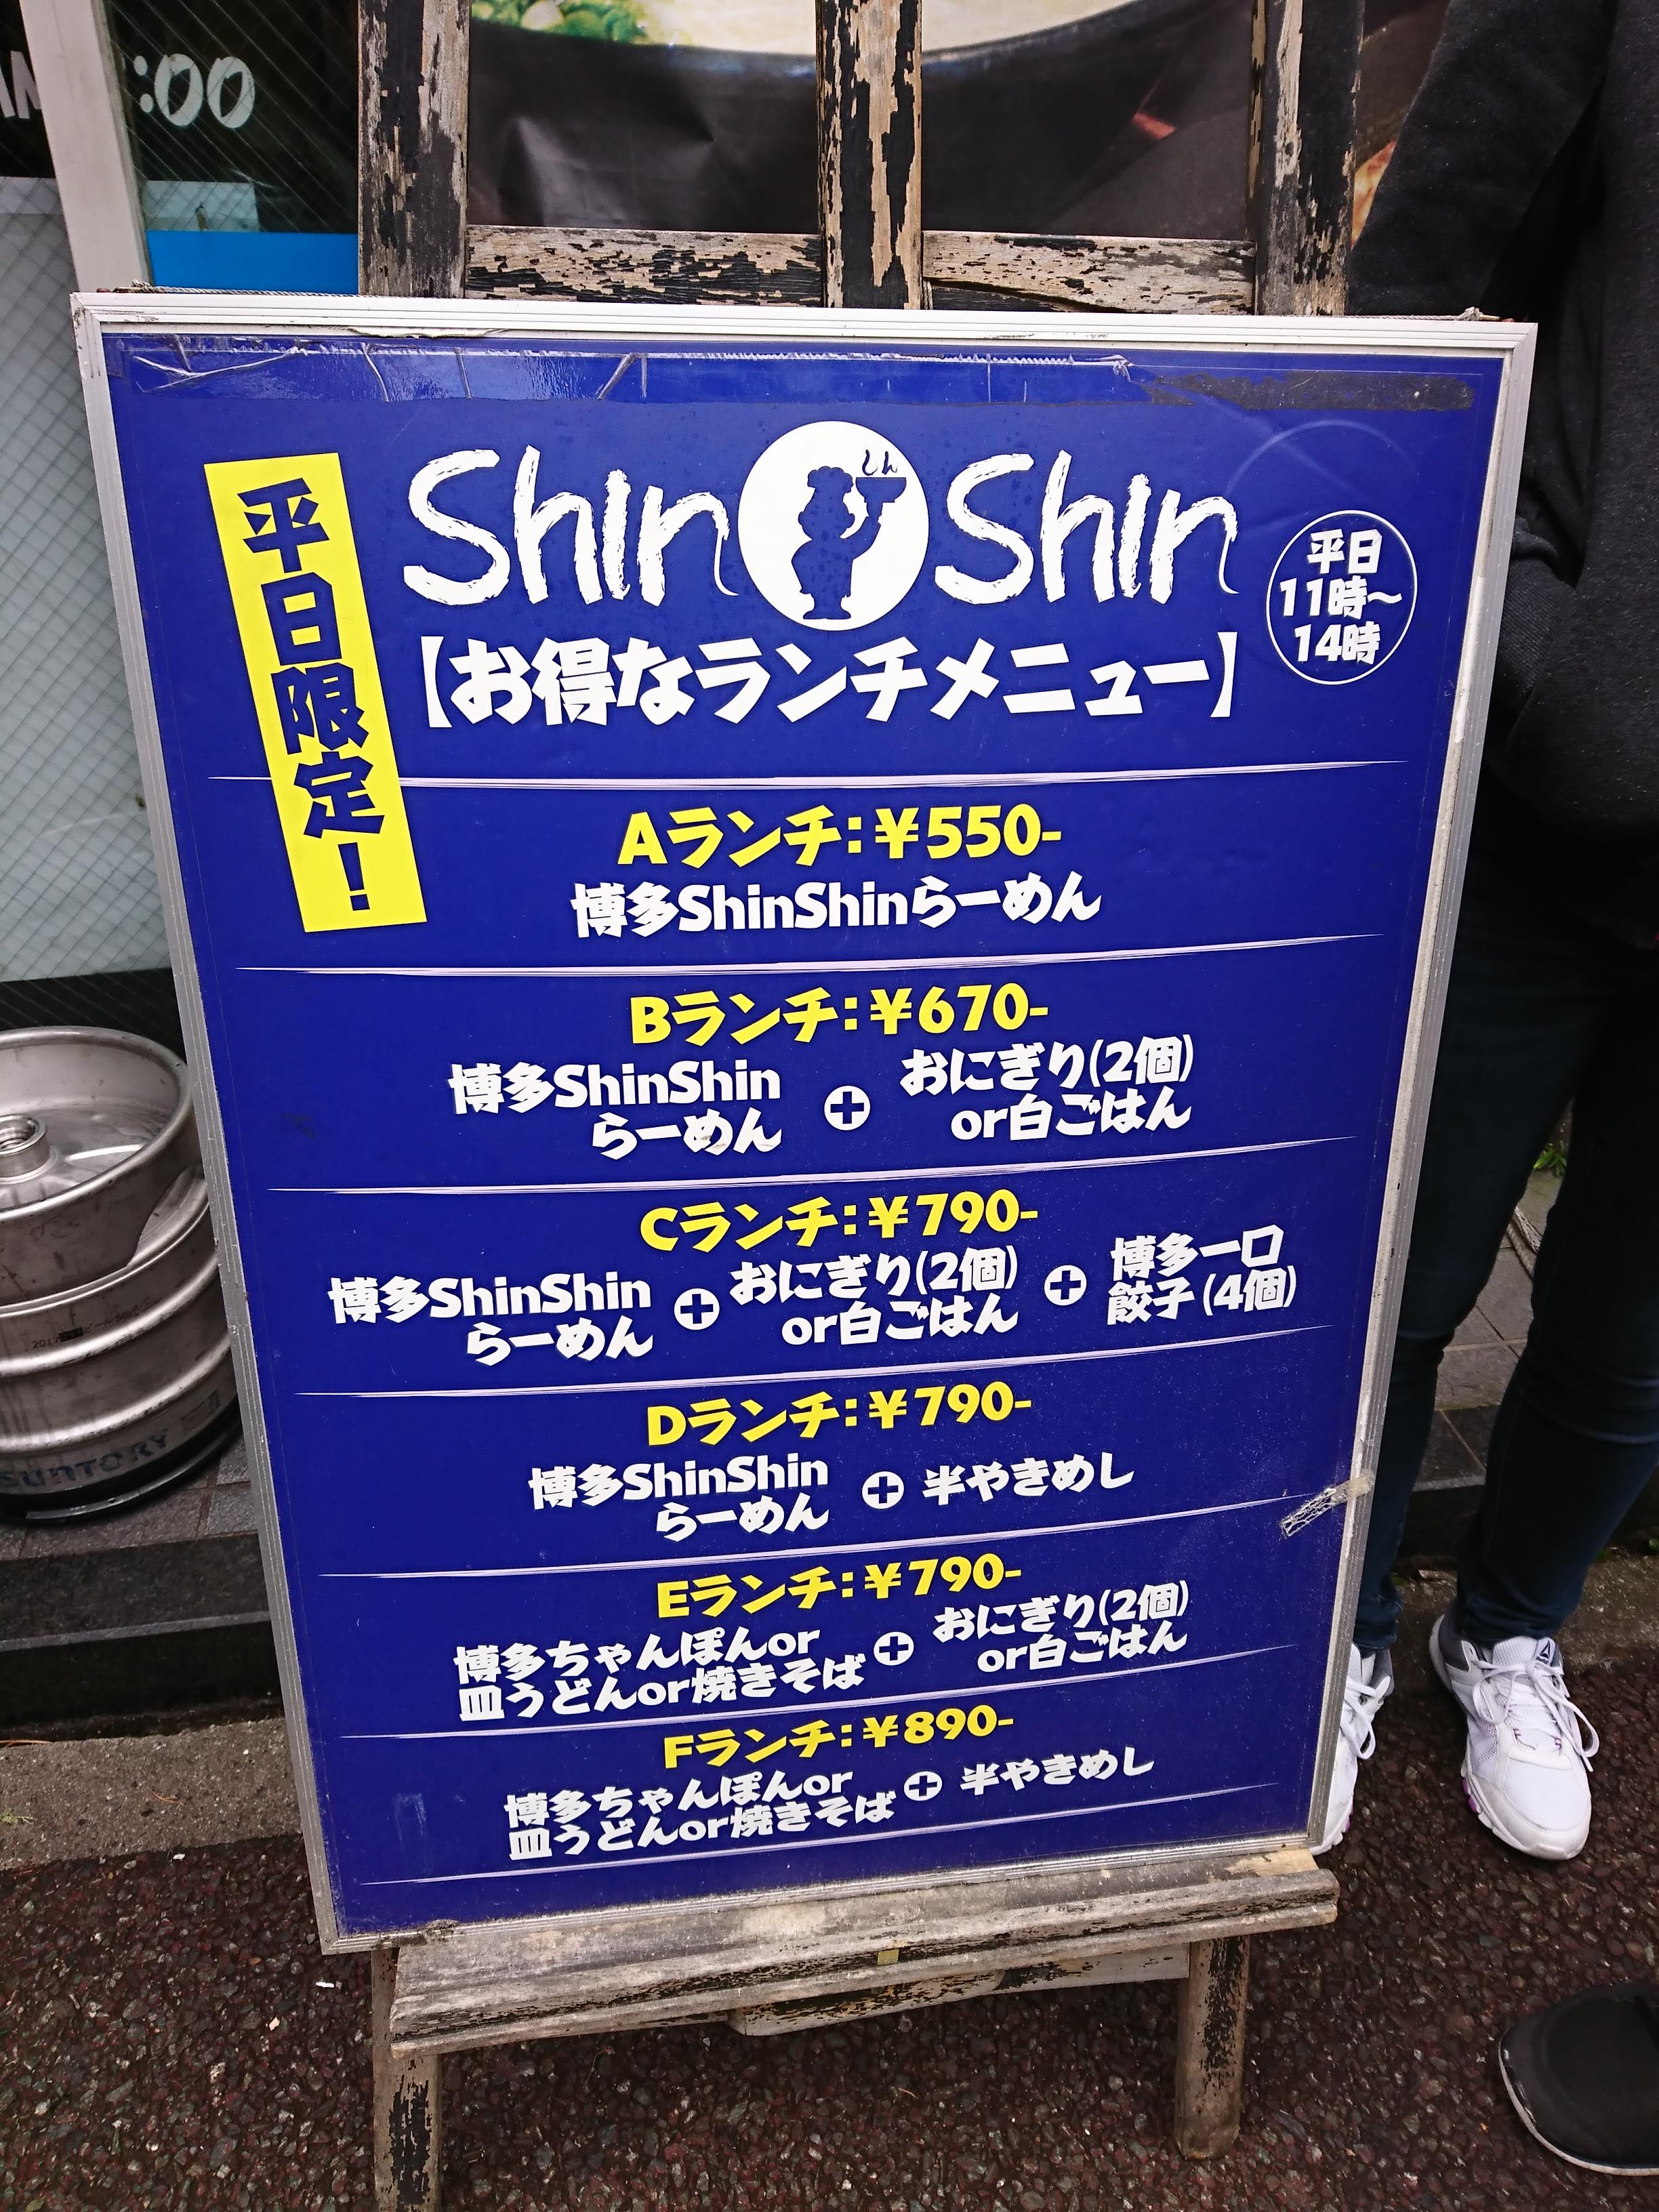 :00
平日限定!
Shin Shin
しん
【お得なランチメニュー】
平日
11時～
14時
Aランチ:¥550-
博多ShinShinらーめん
Bランチ:¥670-
博多ShinShin
らーめん
+
おにぎり(2個)
or白ごはん
Cランチ:¥790-
博多ShinShin
らーめん
+
おにぎり(2個)
or白ごはん
+
博多一口
餃子(4個)
Dランチ:¥790-
博多ShinShin
らーめん
+
半やきめし
Eランチ:¥790-
博多ちゃんぽんor
皿うどんor焼きそば
+
おにぎり(2個)
or白ごはん
Fランチ:¥890-
博多ちゃんぽんor
皿うどんor焼きそば
+
半やきめし
SUNTORY